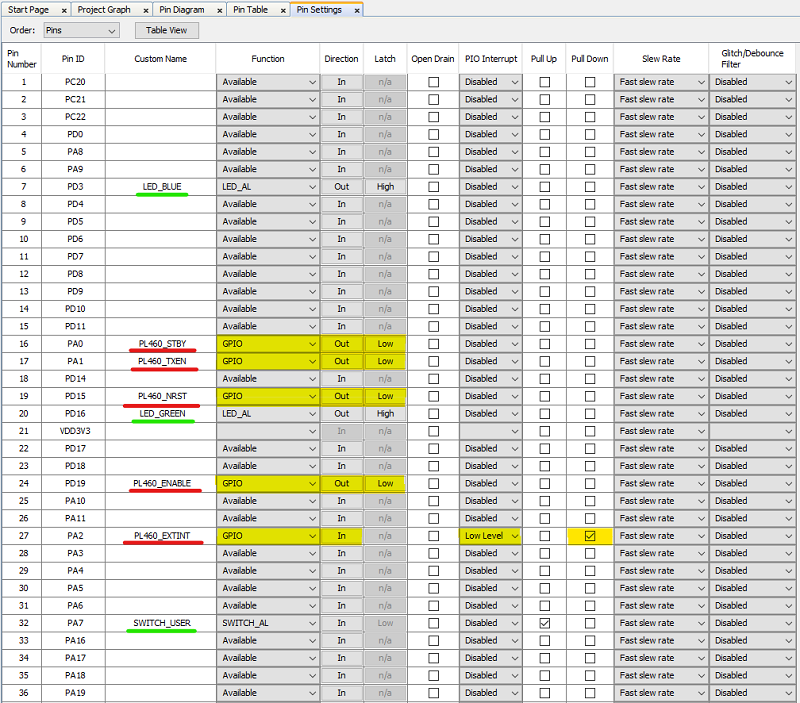 Start Page × Project Graph × Pin Diagram × Pin Table × Pin Settings ×
Order: Pins Table View
Pin Number Pin ID Custom Name Function Direction Latch Open Drain PIO Interrupt Pull Up Pull Down Slew Rate Glitch/Debounce Filter
1 PC20 Available In n/a Disabled Fast slew rate Disabled
2 PC21 Available In n/a Disabled Fast slew rate Disabled
3 PC22 Available In n/a Disabled Fast slew rate Disabled
4 PD0 Available In n/a Disabled Fast slew rate Disabled
5 PA8 Available In n/a Disabled Fast slew rate Disabled
6 PA9 Available In n/a Disabled Fast slew rate Disabled
7 PD3 LED_BLUE LED_AL Out High Disabled Fast slew rate Disabled
8 PD4 Available In n/a Disabled Fast slew rate Disabled
9 PD5 Available In n/a Disabled Fast slew rate Disabled
10 PD6 Available In n/a Disabled Fast slew rate Disabled
11 PD7 Available In n/a Disabled Fast slew rate Disabled
12 PD8 Available In n/a Disabled Fast slew rate Disabled
13 PD9 Available In n/a Disabled Fast slew rate Disabled
14 PD10 Available In n/a Disabled Fast slew rate Disabled
15 PD11 Available In n/a Disabled Fast slew rate Disabled
16 PA0 PL460_STBY GPIO Out Low Disabled Fast slew rate Disabled
17 PA1 PL460_TXEN GPIO Out Low Disabled Fast slew rate Disabled
18 PD14 Available In n/a Disabled Fast slew rate Disabled
19 PD15 PL460_NRST GPIO Out Low Disabled Fast slew rate Disabled
20 PD16 LED_GREEN LED_AL Out High Disabled Fast slew rate Disabled
21 VDD3V3 In n/a Fast slew rate
22 PD17 Available In n/a Disabled Fast slew rate Disabled
23 PD18 Available In n/a Disabled Fast slew rate Disabled
24 PD19 PL460_ENABLE GPIO Out Low Disabled Fast slew rate Disabled
25 PA10 Available In n/a Disabled Fast slew rate Disabled
26 PA11 Available In n/a Disabled Fast slew rate Disabled
27 PA2 PL460_EXTINT GPIO In n/a Low Level Fast slew rate Disabled
28 PA3 Available In n/a Disabled Fast slew rate Disabled
29 PA4 Available In n/a Disabled Fast slew rate Disabled
30 PA5 Available In n/a Disabled Fast slew rate Disabled
31 PA6 Available In n/a Disabled Fast slew rate Disabled
32 PA7 SWITCH_USER SWITCH_AL In Low Disabled Fast slew rate Disabled
33 PA16 Available In n/a Disabled Fast slew rate Disabled
34 PA17 Available In n/a Disabled Fast slew rate Disabled
35 PA18 Available In n/a Disabled Fast slew rate Disabled
36 PA19 Available In n/a Disabled Fast slew rate Disabled